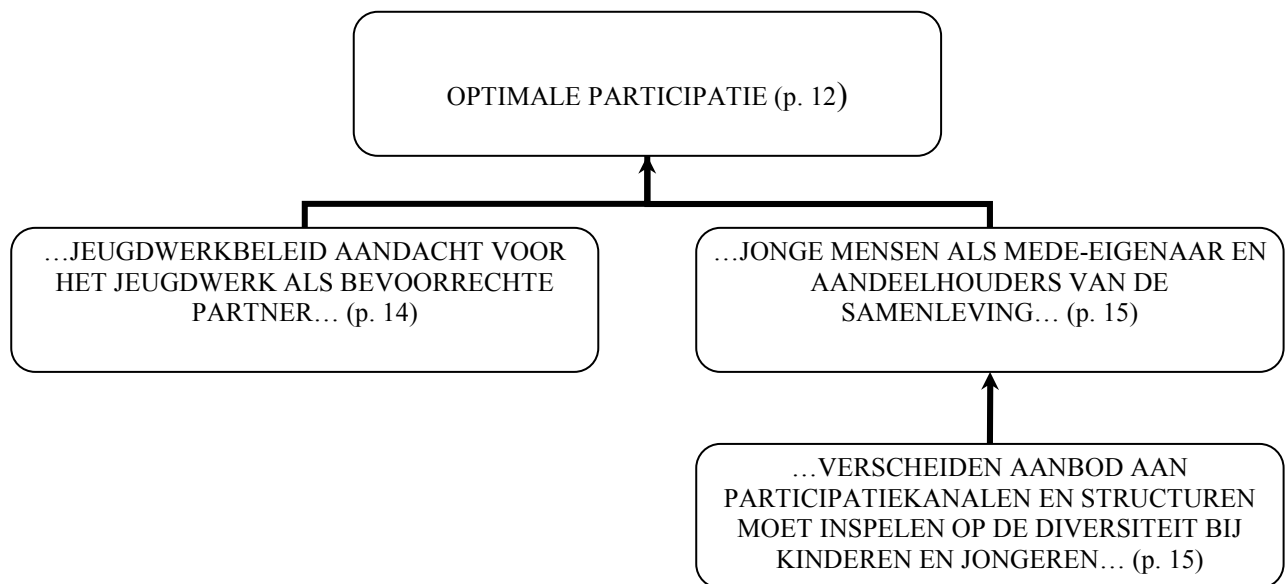 OPTIMALE PARTICIPATIE (p. 12)
…JEUGDWERKBELEID AANDACHT VOOR
HET JEUGDWERK ALS BEVOORRECHTE
PARTNER… (p. 14)
…JONGE MENSEN ALS MEDE-EIGENAAR EN
AANDEELHOUDERS VAN DE
SAMENLEVING… (p. 15)
…VERSCHEIDEN AANBOD AAN
PARTICIPATIEKANALEN EN STRUCTUREN
MOET INSPELEN OP DE DIVERSITEIT BIJ
KINDEREN EN JONGEREN… (p. 15)